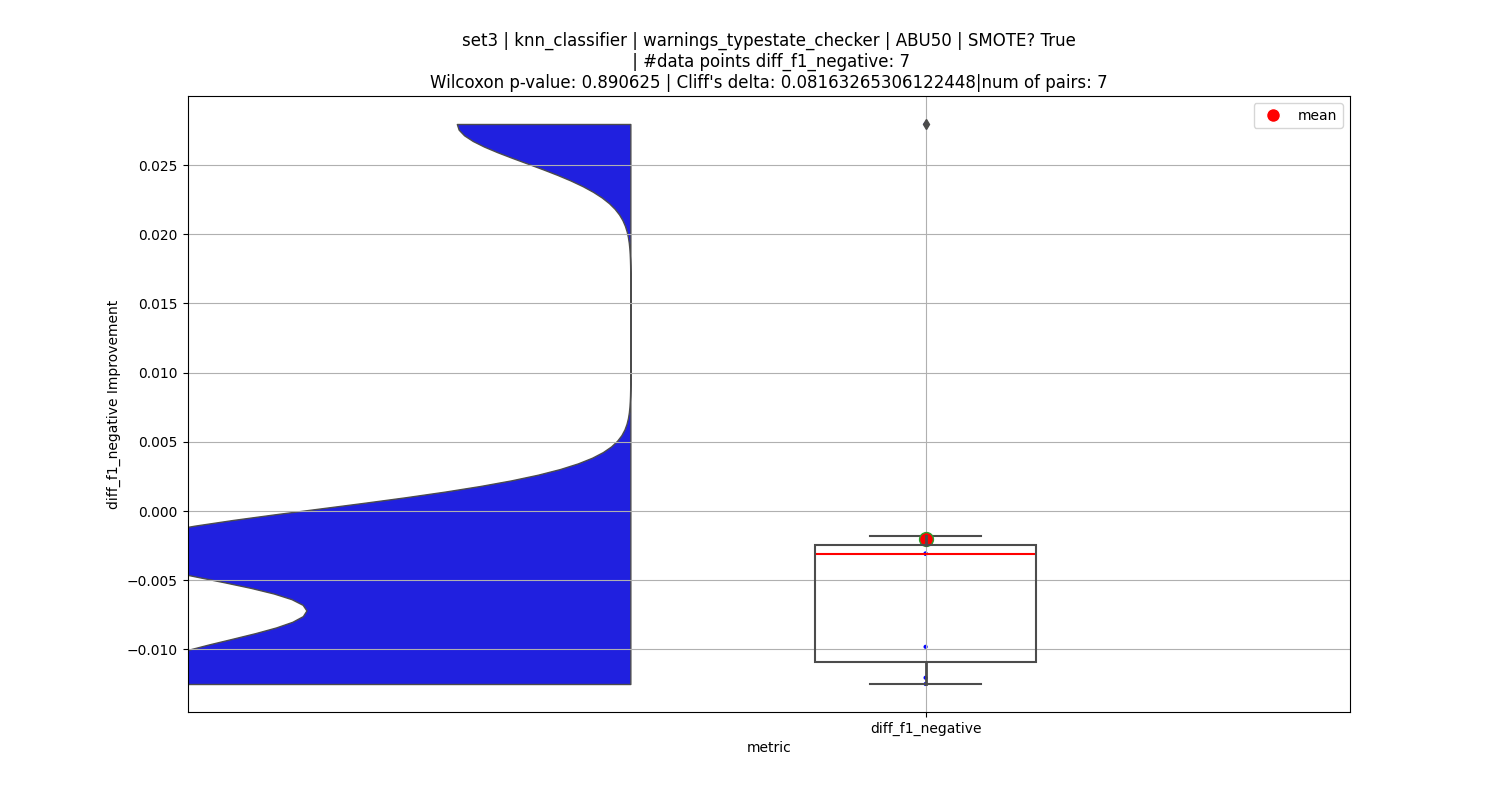 set3 | knn_classifier | warnings_typestate_checker | ABU50 | SMOTE? True
| #data points diff_f1_negative: 7
Wilcoxon p-value: 0.890625 | Cliff's delta: 0.08163265306122448|num of pairs: 7
mean
0.025
0.020
0.015
0.010
0.005
0.000
−0.005
−0.010
diff_f1_negative Improvement
diff_f1_negative
metric